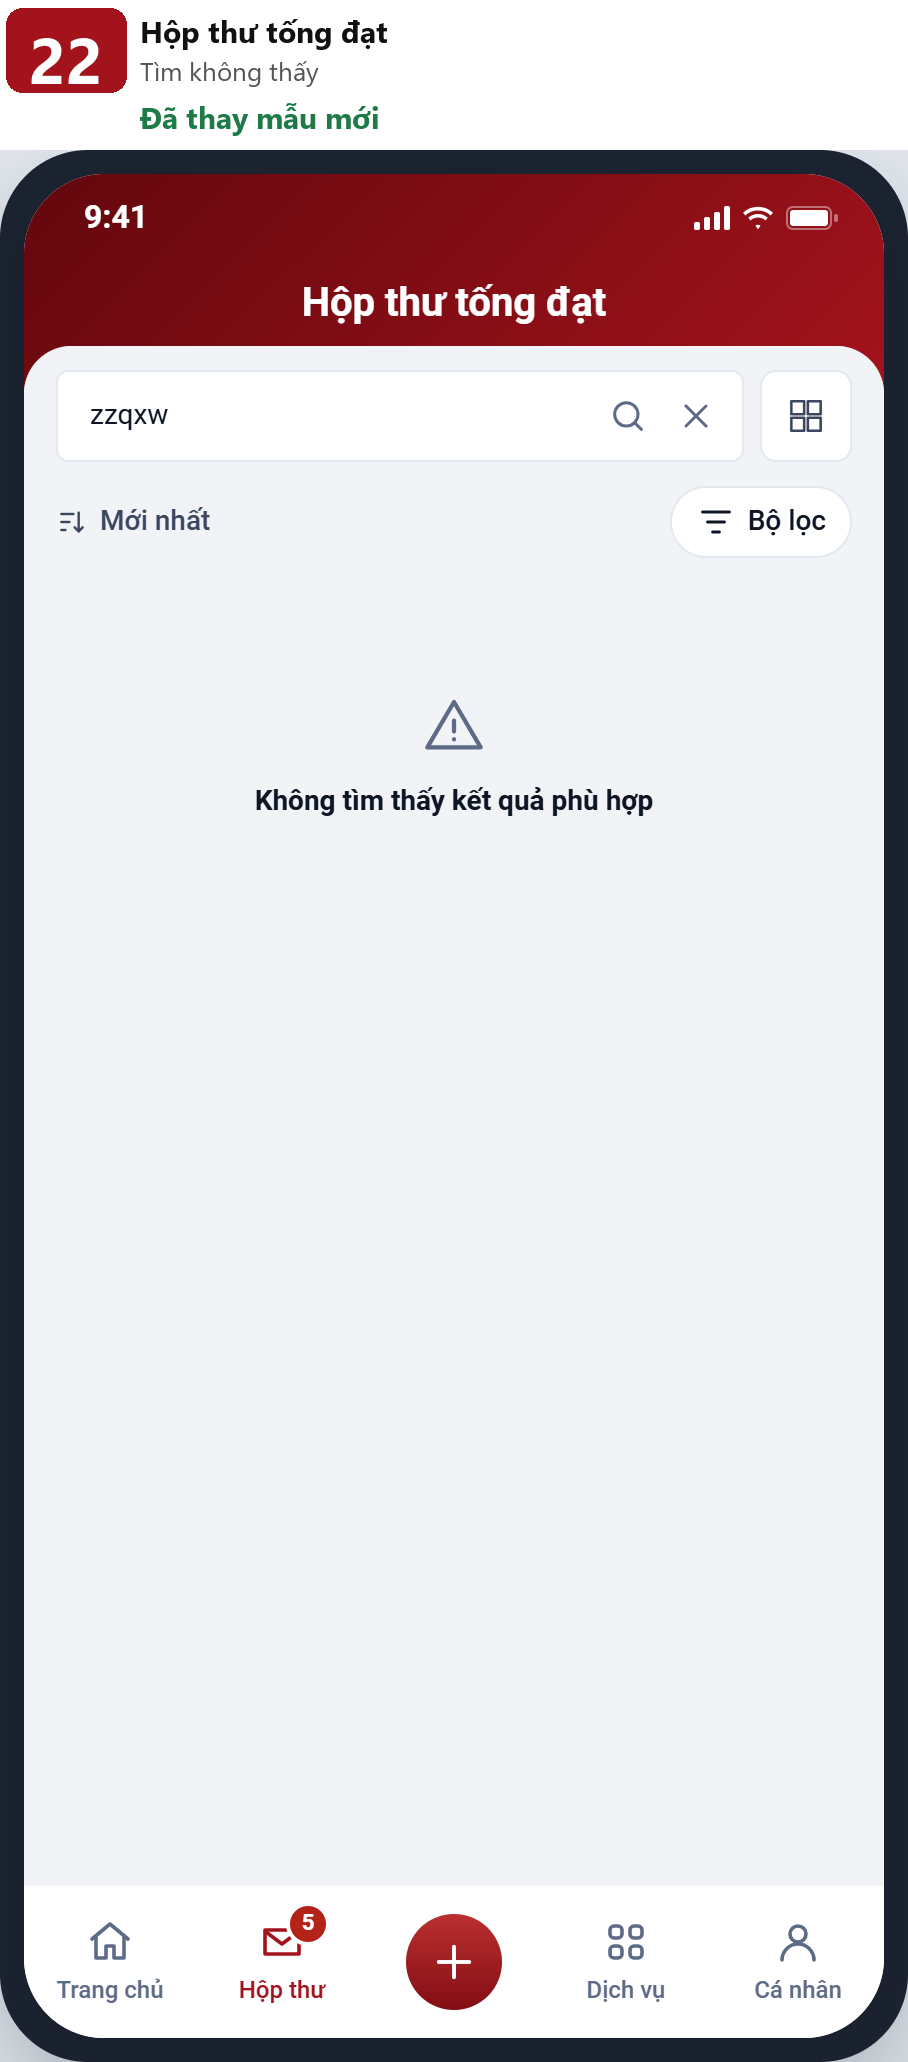 22
Hộp thư tống đạt
Tìm không thấy
Đã thay mẫu mới
9:41
Hộp thư tống đạt
zzqxw
Mới nhất
Bộ lọc
Không tìm thấy kết quả phù hợp
5
Trang chủ
Hộp thư
Dịch vụ
Cá nhân